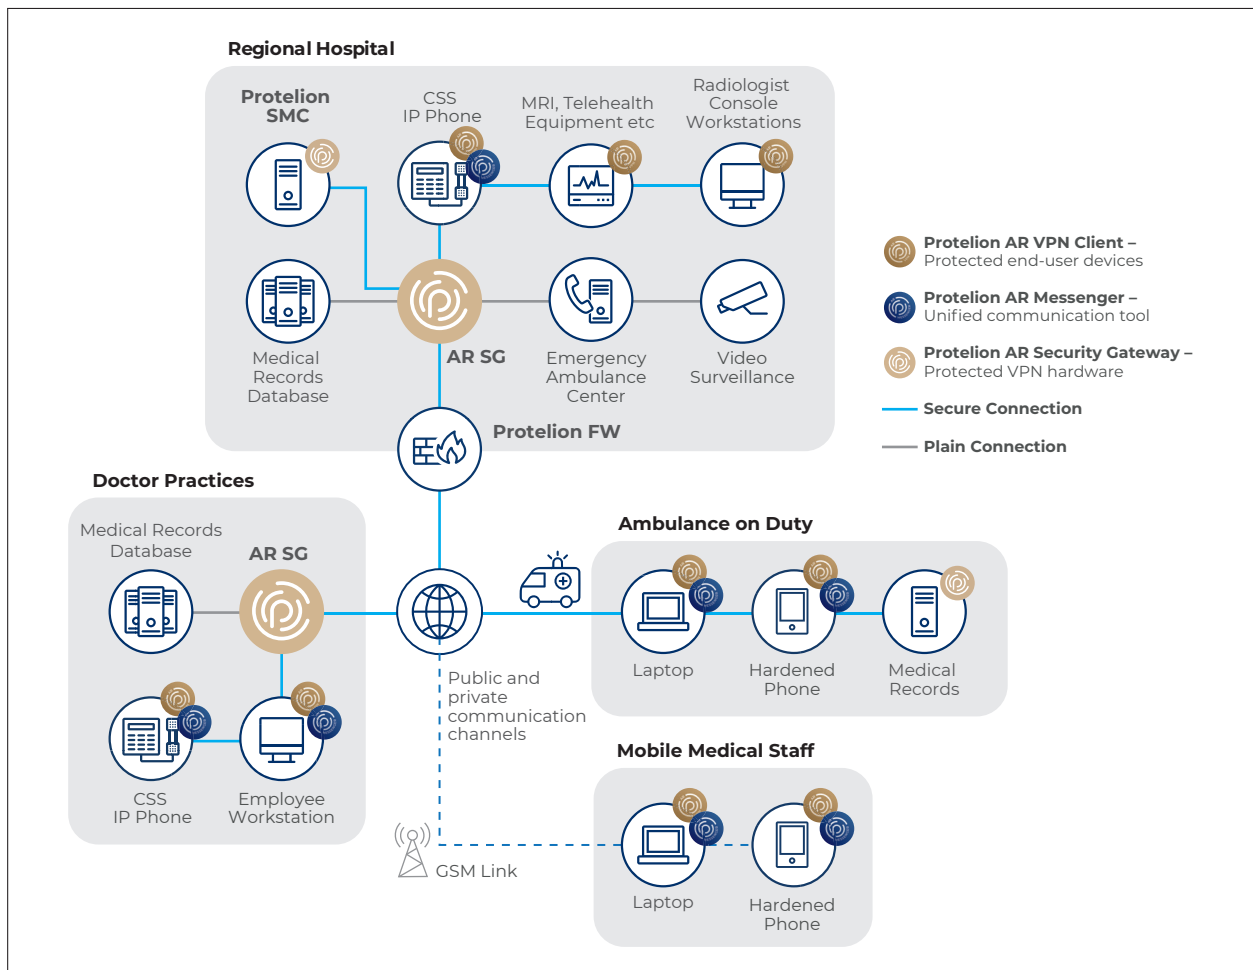 Regional Hospital
Protelion
SMC
CSS
IP Phone
MRI, Telehealth
Equipment etc
Radiologist
Console
Workstations
Medical
Records
Database
AR SG
Emergency
Ambulance
Center
Video
Surveillance
Protelion FW
Protelion AR VPN Client –
Protected end-user devices
Protelion AR Messenger –
Unified communication tool
Protelion AR Security Gateway –
Protected VPN hardware
Secure Connection
Plain Connection
Doctor Practices
Medical Records
Database
AR SG
CSS
IP Phone
Employee
Workstation
Public and
private
communication
channels
GSM Link
Ambulance on Duty
Laptop
Hardened
Phone
Medical
Records
Mobile Medical Staff
Laptop
Hardened
Phone